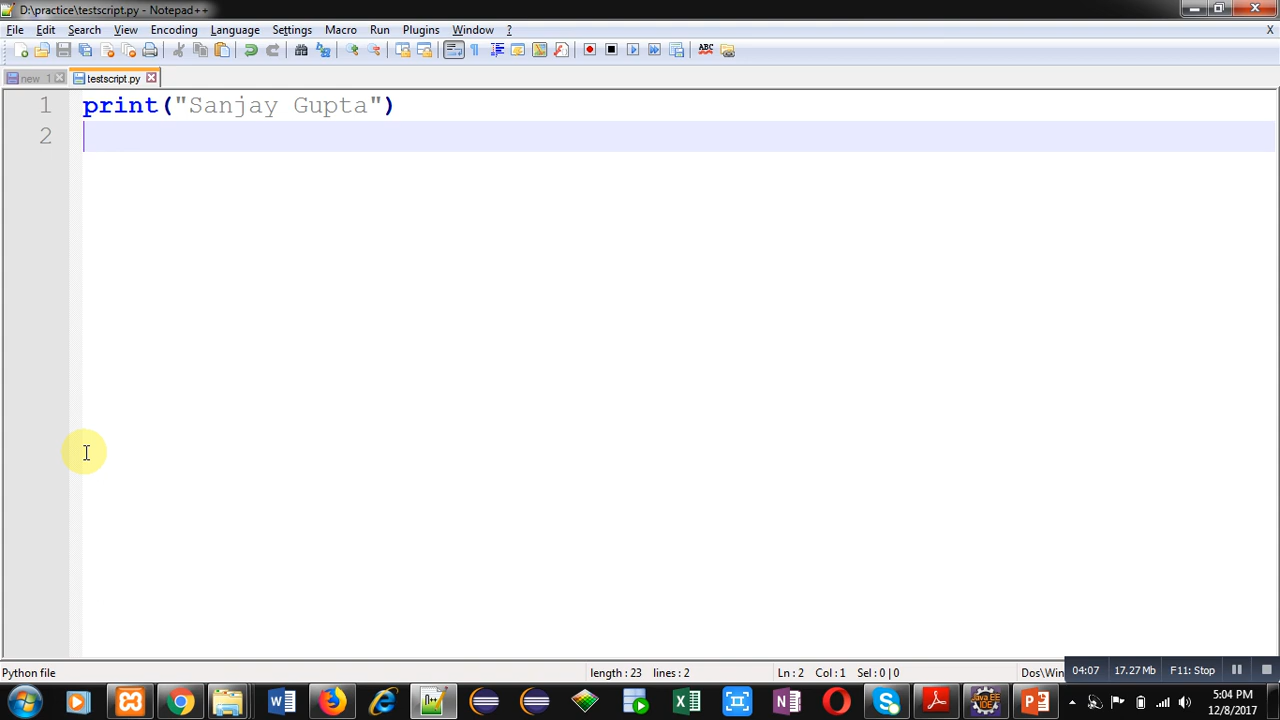 D:\practice\testscript.py - Notepad++
File Edit Search View Encoding Language Settings Macro Run Plugins Window ? X
new 1 testscript.py
1 print("Sanjay Gupta")
2
Python file length : 23 lines : 2 Ln : 2 Col : 1 Sel : 0 | 0 Dos\Win
04:07 17.27 Mb F11: Stop
5:04 PM
12/8/2017